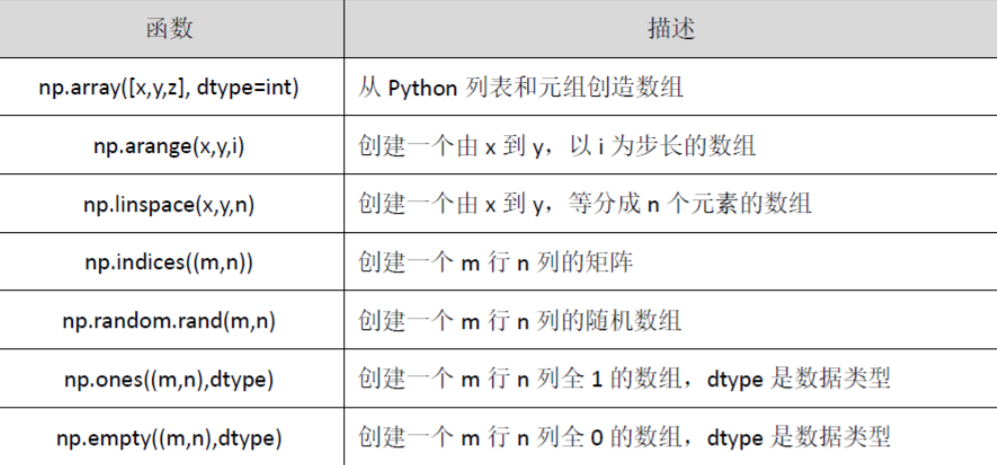 函数 描述
np.array([x,y,z], dtype=int) 从 Python 列表和元组创造数组
np.arange(x,y,i) 创建一个由 x 到 y，以 i 为步长的数组
np.linspace(x,y,n) 创建一个由 x 到 y，等分成 n 个元素的数组
np.indices((m,n)) 创建一个 m 行 n 列的矩阵
np.random.rand(m,n) 创建一个 m 行 n 列的随机数组
np.ones((m,n),dtype) 创建一个 m 行 n 列全 1 的数组，dtype 是数据类型
np.empty((m,n),dtype) 创建一个 m 行 n 列全 0 的数组，dtype 是数据类型